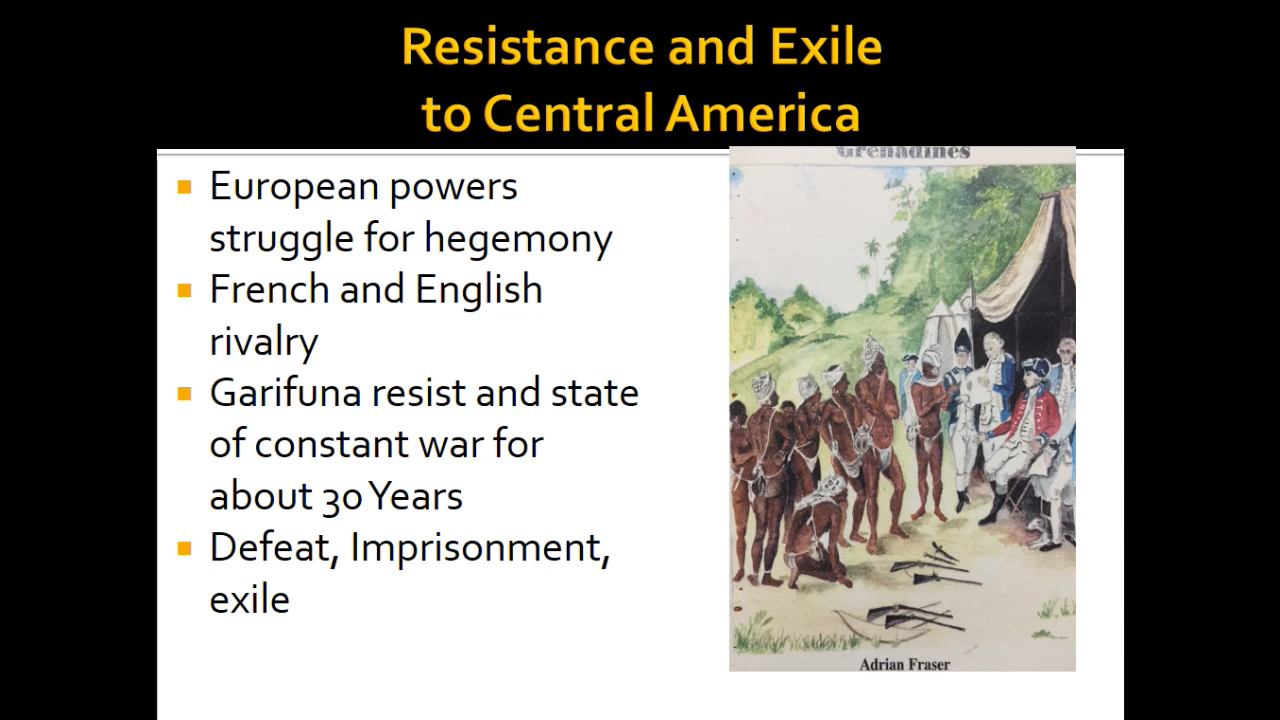 Resistance and Exile
to Central America
European powers
struggle for hegemony
French and English
rivalry
Garifuna resist and state
of constant war for
about 30 Years
Defeat, Imprisonment,
exile
Grenadines
Adrian Fraser